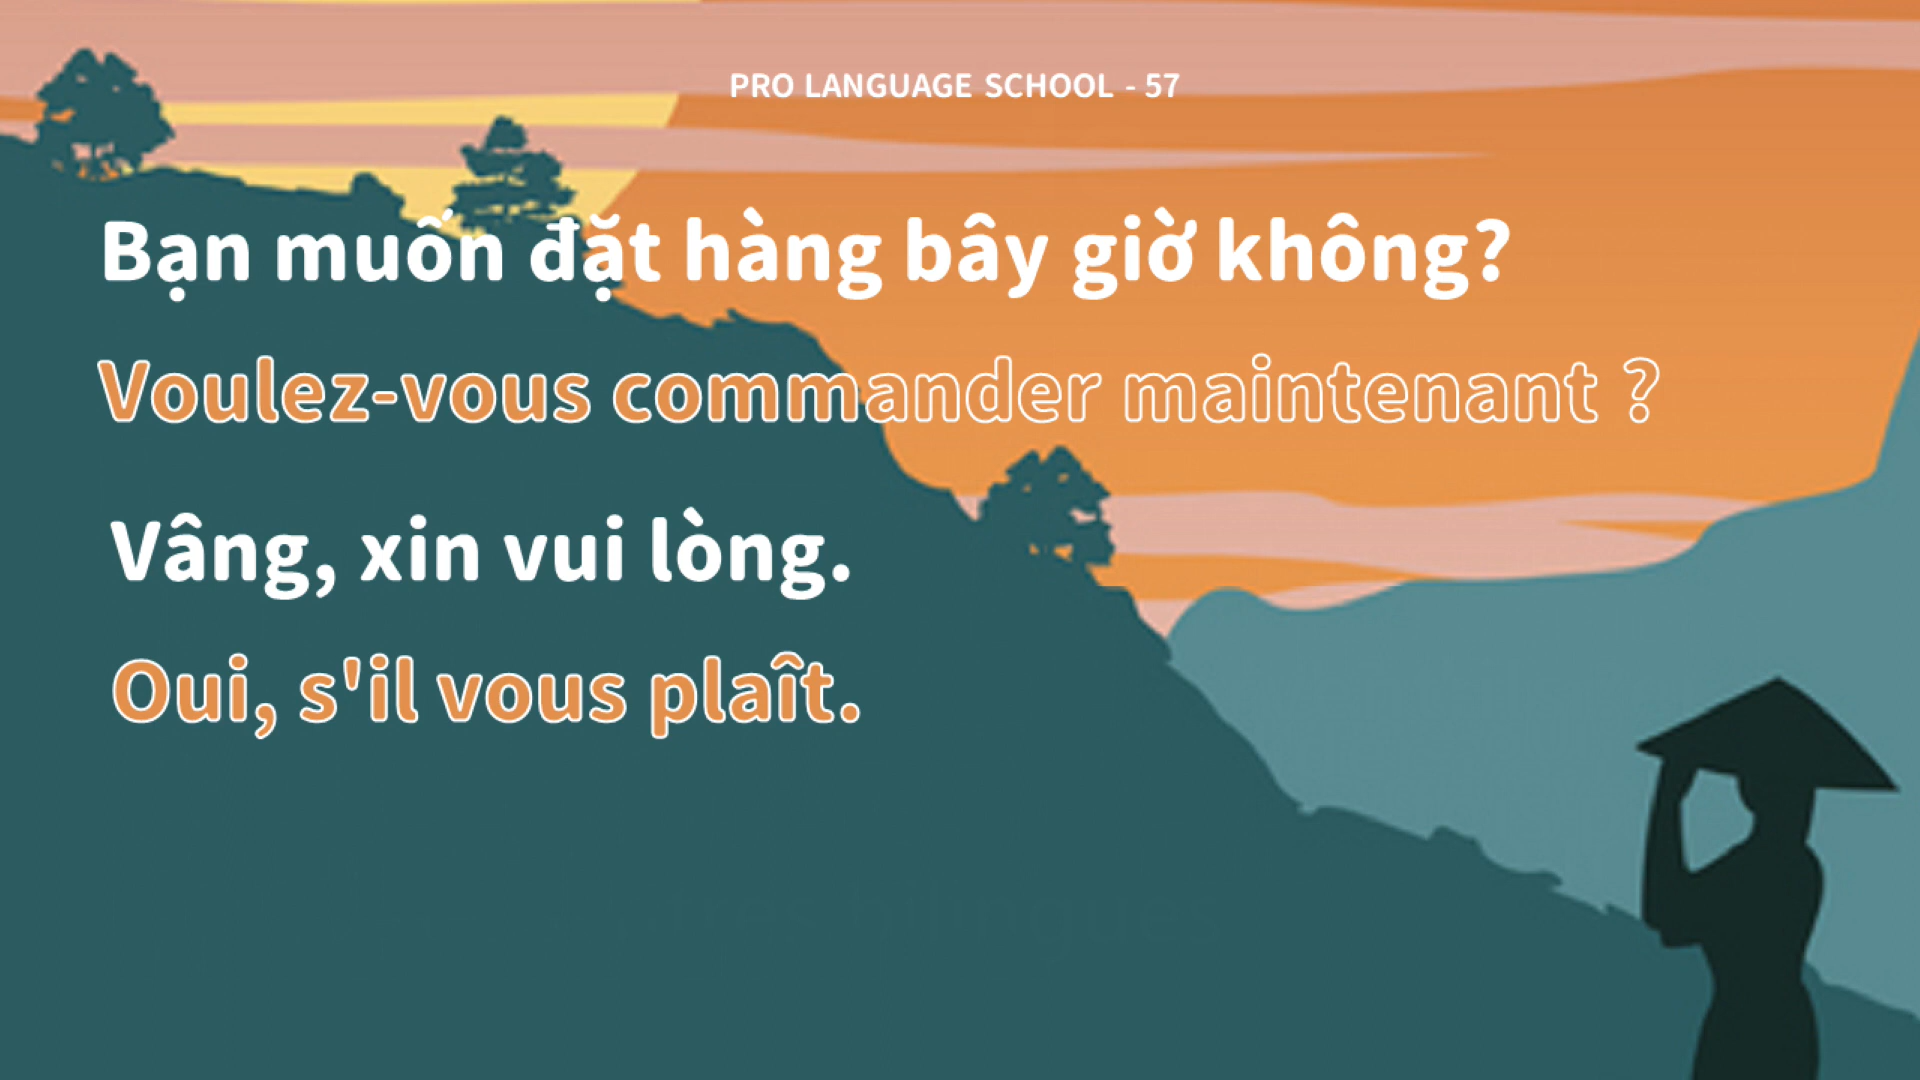 PRO LANGUAGE SCHOOL - 57
Bạn muốn đặt hàng bây giờ không?
Voulez-vous commander maintenant ?
Vâng, xin vui lòng.
Oui, s'il vous plaît.